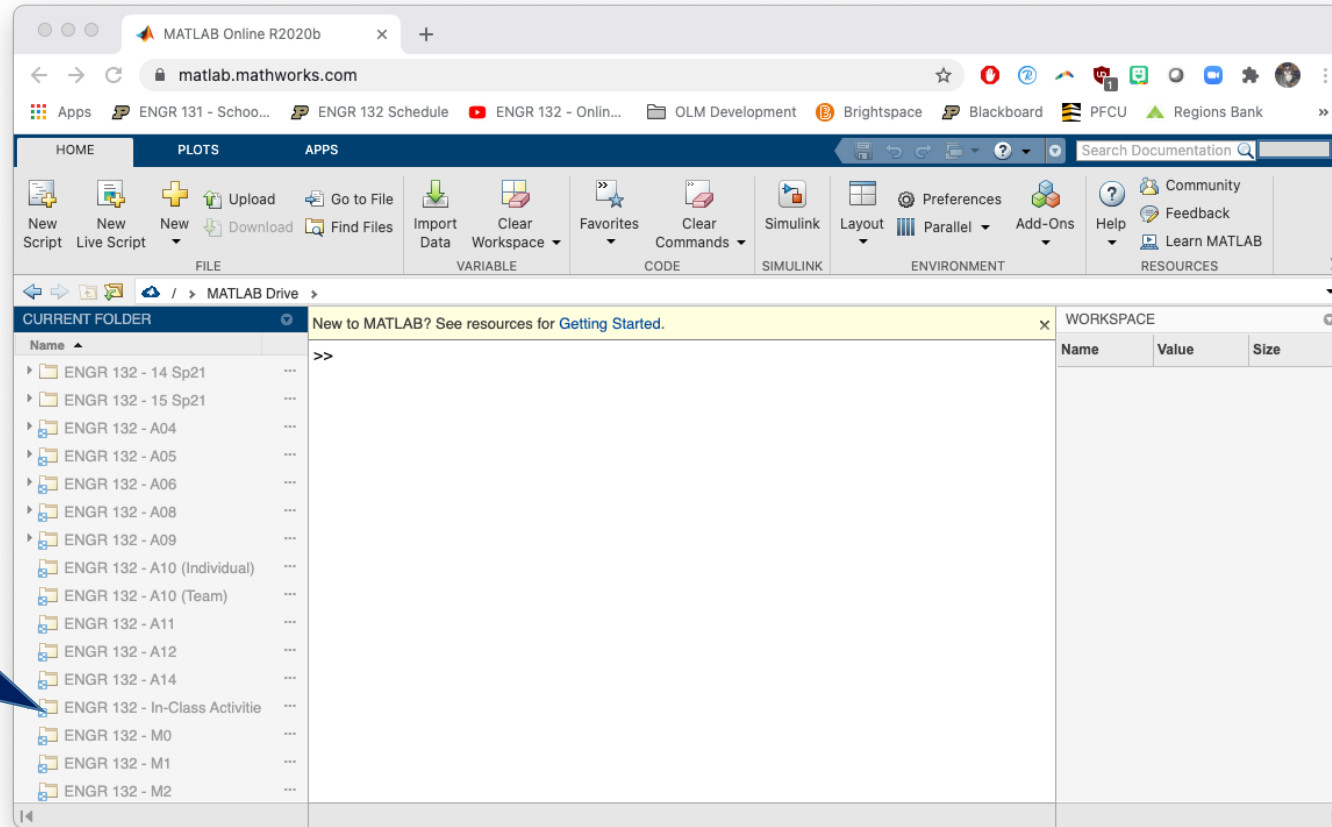 MATLAB Online R2020b × +
matlab.mathworks.com
1
Apps ENGR 131 - Schoo... ENGR 132 Schedule ENGR 132 - Onlin... OLM Development Brightspace Blackboard PFCU Regions Bank »
HOME PLOTS APPS
Search Documentation
New Script
New Live Script
New
Upload
Download
Go to File
Find Files
Import Data
Clear Workspace
Favorites
Clear Commands
Simulink
Layout
Preferences
Parallel
Add-Ons
Help
Community
Feedback
Learn MATLAB
FILE VARIABLE CODE SIMULINK ENVIRONMENT RESOURCES
/ > MATLAB Drive >
CURRENT FOLDER
Name
ENGR 132 - 14 Sp21 ...
ENGR 132 - 15 Sp21 ...
ENGR 132 - A04 ...
ENGR 132 - A05 ...
ENGR 132 - A06 ...
ENGR 132 - A08 ...
ENGR 132 - A09 ...
ENGR 132 - A10 (Individual) ...
ENGR 132 - A10 (Team) ...
ENGR 132 - A11 ...
ENGR 132 - A12 ...
ENGR 132 - A14 ...
ENGR 132 - In-Class Activitie ...
ENGR 132 - M0 ...
ENGR 132 - M1 ...
ENGR 132 - M2 ...
New to MATLAB? See resources for Getting Started. ×
>>
WORKSPACE
Name Value Size